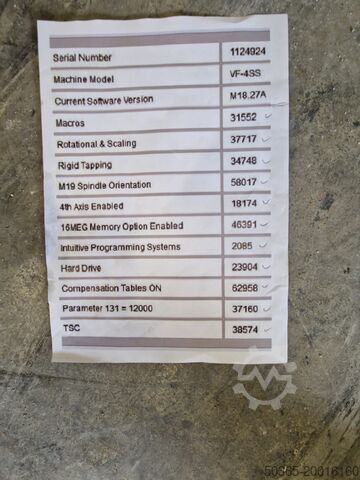 Serial Number 1124924
Machine Model VF-4SS
Current Software Version M18.27A
Macros 31552
Rotational & Scaling 37717
Rigid Tapping 34748
M19 Spindle Orientation 58017
4th Axis Enabled 18174
16MEG Memory Option Enabled 46391
Intuitive Programming Systems 2085
Hard Drive 23904
Compensation Tables ON 62958
Parameter 131 = 12000 37160
TSC 38574